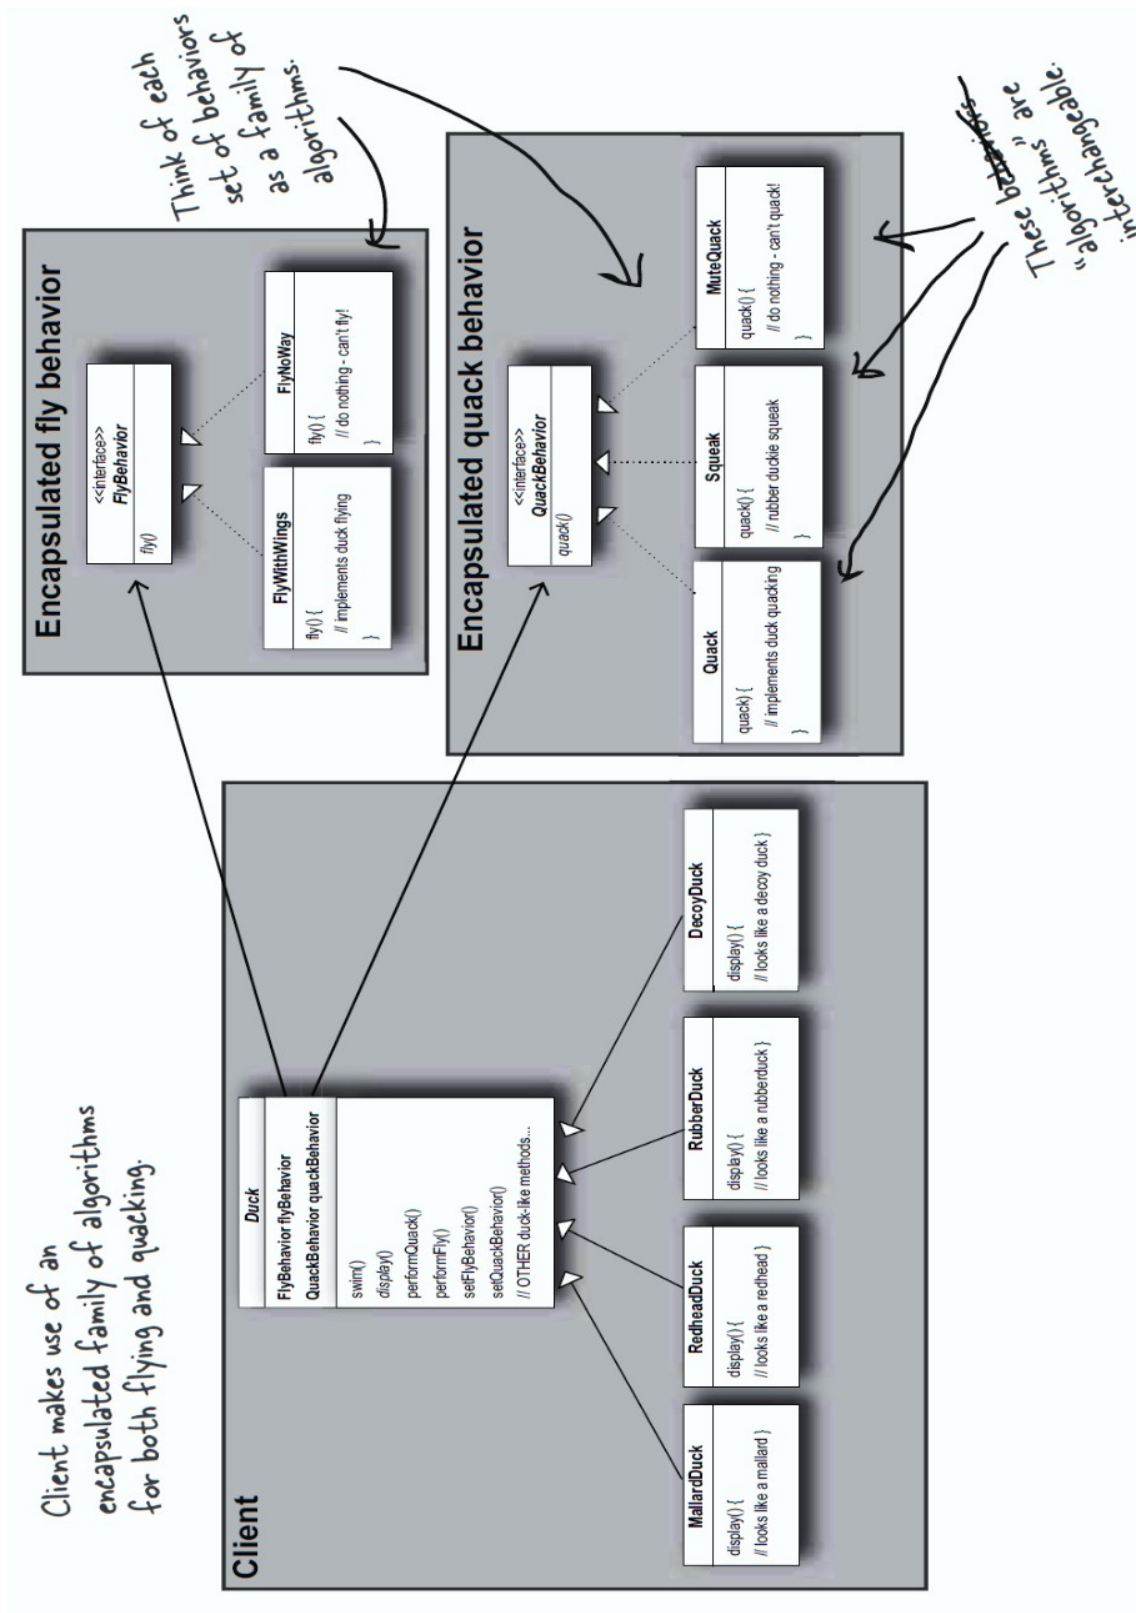 Client makes use of an
encapsulated family of algorithms
for both flying and quacking.
Client
Duck
FlyBehavior flyBehavior
QuackBehavior quackBehavior
swim()
display()
performQuack()
performFly()
setFlyBehavior()
setQuackBehavior()
// OTHER duck-like methods...
MallardDuck
display() {
// looks like a mallard }
RedheadDuck
display() {
// looks like a redhead }
RubberDuck
display() {
// looks like a rubberduck }
DecoyDuck
display() {
// looks like a decoy duck }
Encapsulated fly behavior
<<interface>>
FlyBehavior
fly()
FlyWithWings
fly() {
// implements duck flying
}
FlyNoWay
fly() {
// do nothing - can't fly!
}
Think of each
set of behaviors
as a family of
algorithms.
Encapsulated quack behavior
<<interface>>
QuackBehavior
quack()
Quack
quack) {
// implements duck quacking
}
Squeak
quack() {
// rubber duckie squeak
}
MuteQuack
quack() {
// do nothing - can't quack!
}
These behaviors
“algorithms” are
interchangeable.